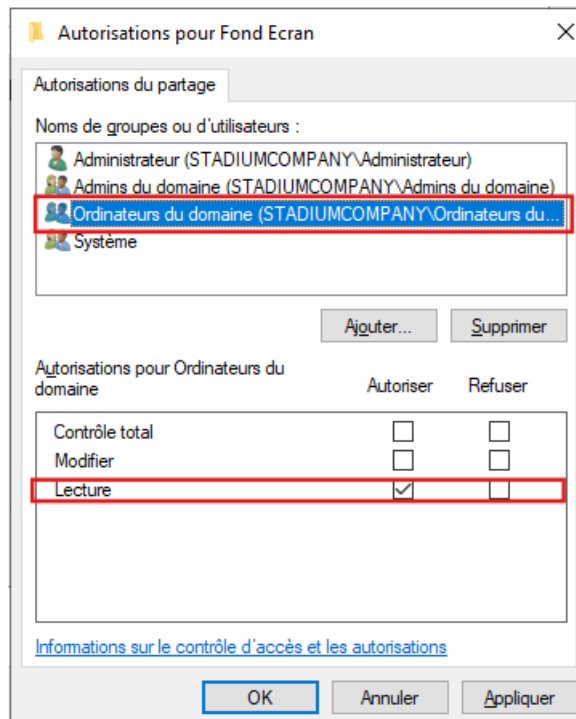 Autorisations pour Fond Ecran
Autorisations du partage
Noms de groupes ou d'utilisateurs :
Administrateur (STADIUMCOMPANY\Administrateur)
Admins du domaine (STADIUMCOMPANY\Admins du domaine)
Ordinateurs du domaine (STADIUMCOMPANY\Ordinateurs du...
Système
Ajouter... Supprimer
Autorisations pour Ordinateurs du
domaine Autoriser Refuser
Contrôle total
Modifier
Lecture
Informations sur le contrôle d'accès et les autorisations
OK Annuler Appliquer